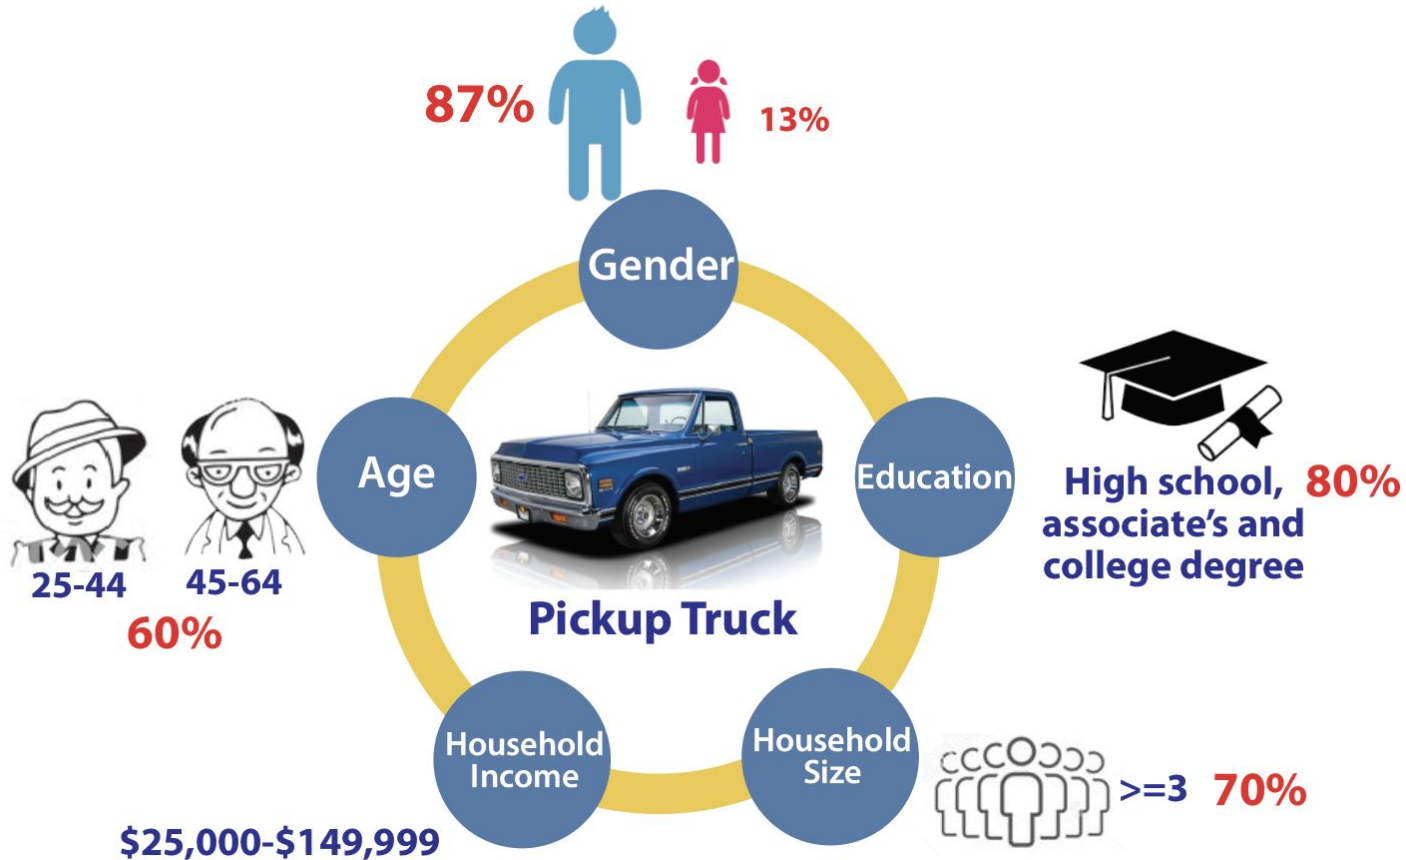 87%
13%
Gender
Age
Education
High school, 80%
associate's and
college degree
25-44 45-64
60%
Pickup Truck
Household
Income
Household
Size
>=3 70%
$25,000-$149,999